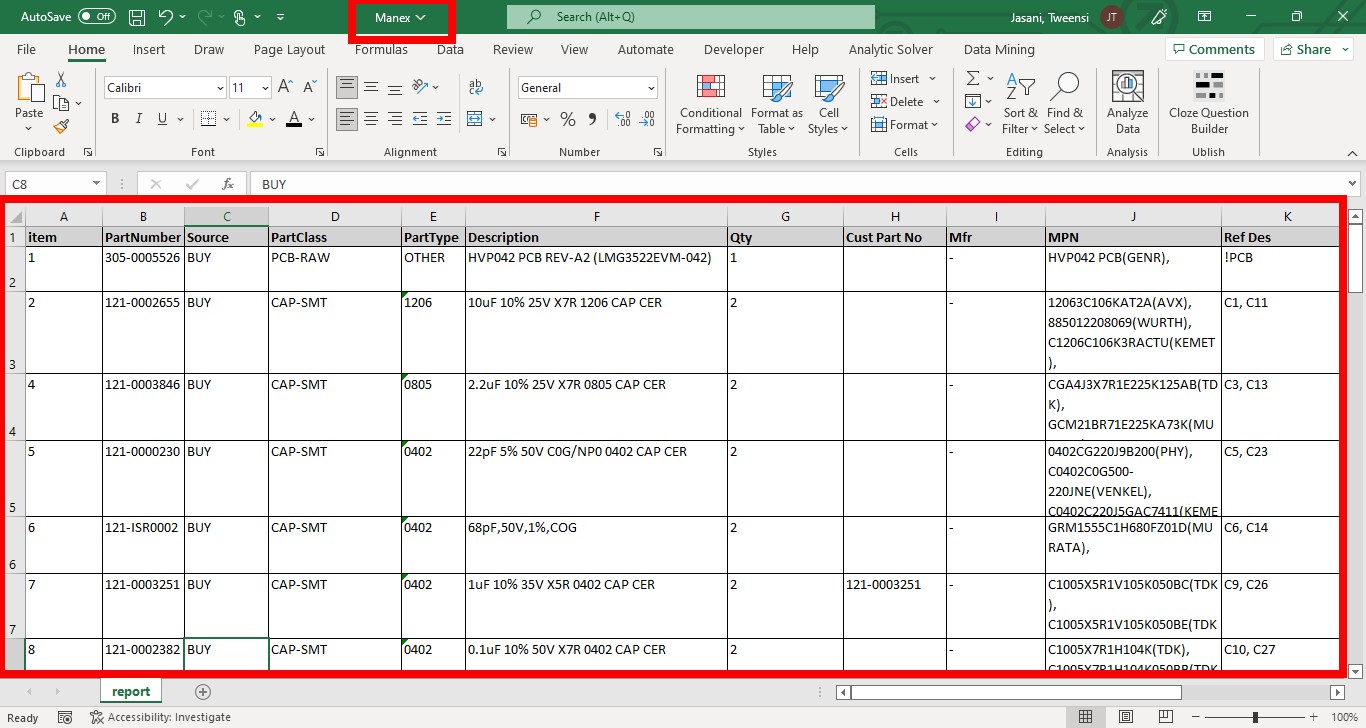 AutoSave Off Manex Search (Alt+Q) Jasani, Tweensi JT
File Home Insert Draw Page Layout Formulas Data Review View Automate Developer Help Analytic Solver Data Mining Comments Share
Calibri 11 General Insert
Paste Conditional Format as Cell Delete Sort & Find & Analyze Cloze Question
B I U Formatting Table Styles Format Filter Select Data Builder
Clipboard Font Alignment Number Styles Cells Editing Analysis Ublish
C8 fx BUY
A B C D E F G H I J K
1 item PartNumber Source PartClass PartType Description Qty Cust Part No Mfr MPN Ref Des
1 305-0005526 BUY PCB-RAW OTHER HVP042 PCB REV-A2 (LMG3522EVM-042) 1 - HVP042 PCB(GENR), !PCB
2
2 121-0002655 BUY CAP-SMT 1206 10uF 10% 25V X7R 1206 CAP CER 2 - 12063C106KAT2A(AVX), C1, C11
885012208069(WURTH),
C1206C106K3RACTU(KEMET
3 ),
4 121-0003846 BUY CAP-SMT 0805 2.2uF 10% 25V X7R 0805 CAP CER 2 - CGA4J3X7R1E225K125AB(TD C3, C13
K),
4 GCM21BR71E225KA73K(MU
5 121-0000230 BUY CAP-SMT 0402 22pF 5% 50V C0G/NP0 0402 CAP CER 2 - 0402CG220J9B200(PHY), C5, C23
C0402C0G500-
220JNE(VENKEL),
5 C0402C220J5GAC7411(KEME
6 121-ISR0002 BUY CAP-SMT 0402 68pF,50V,1%,COG 2 - GRM1555C1H680FZ01D(MU C6, C14
RATA),
6
7 121-0003251 BUY CAP-SMT 0402 1uF 10% 35V X5R 0402 CAP CER 2 121-0003251 - C1005X5R1V105K050BC(TDK C9, C26
),
7 C1005X5R1V105K050BE(TDK
8 121-0002382 BUY CAP-SMT 0402 0.1uF 10% 50V X7R 0402 CAP CER 2 - C1005X7R1H104K(TDK), C10, C27
C1005X7R1H104K050BB(TDK
report
Ready Accessibility: Investigate 100%